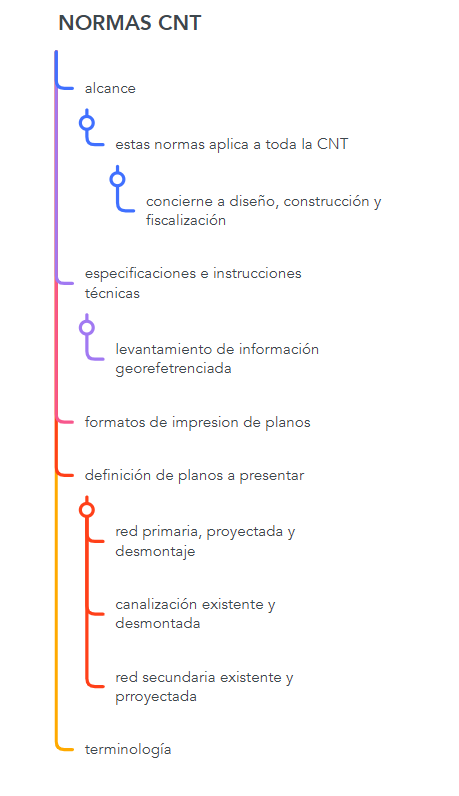 NORMAS CNT
alcance
estas normas aplica a toda la CNT
concierne a diseño, construcción y
fiscalización
especificaciones e instrucciones
técnicas
levantamiento de información
georefetrenciada
formatos de impresion de planos
definición de planos a presentar
red primaria, proyectada y
desmontaje
canalización existente y
desmontada
red secundaria existente y
prroyectada
terminología